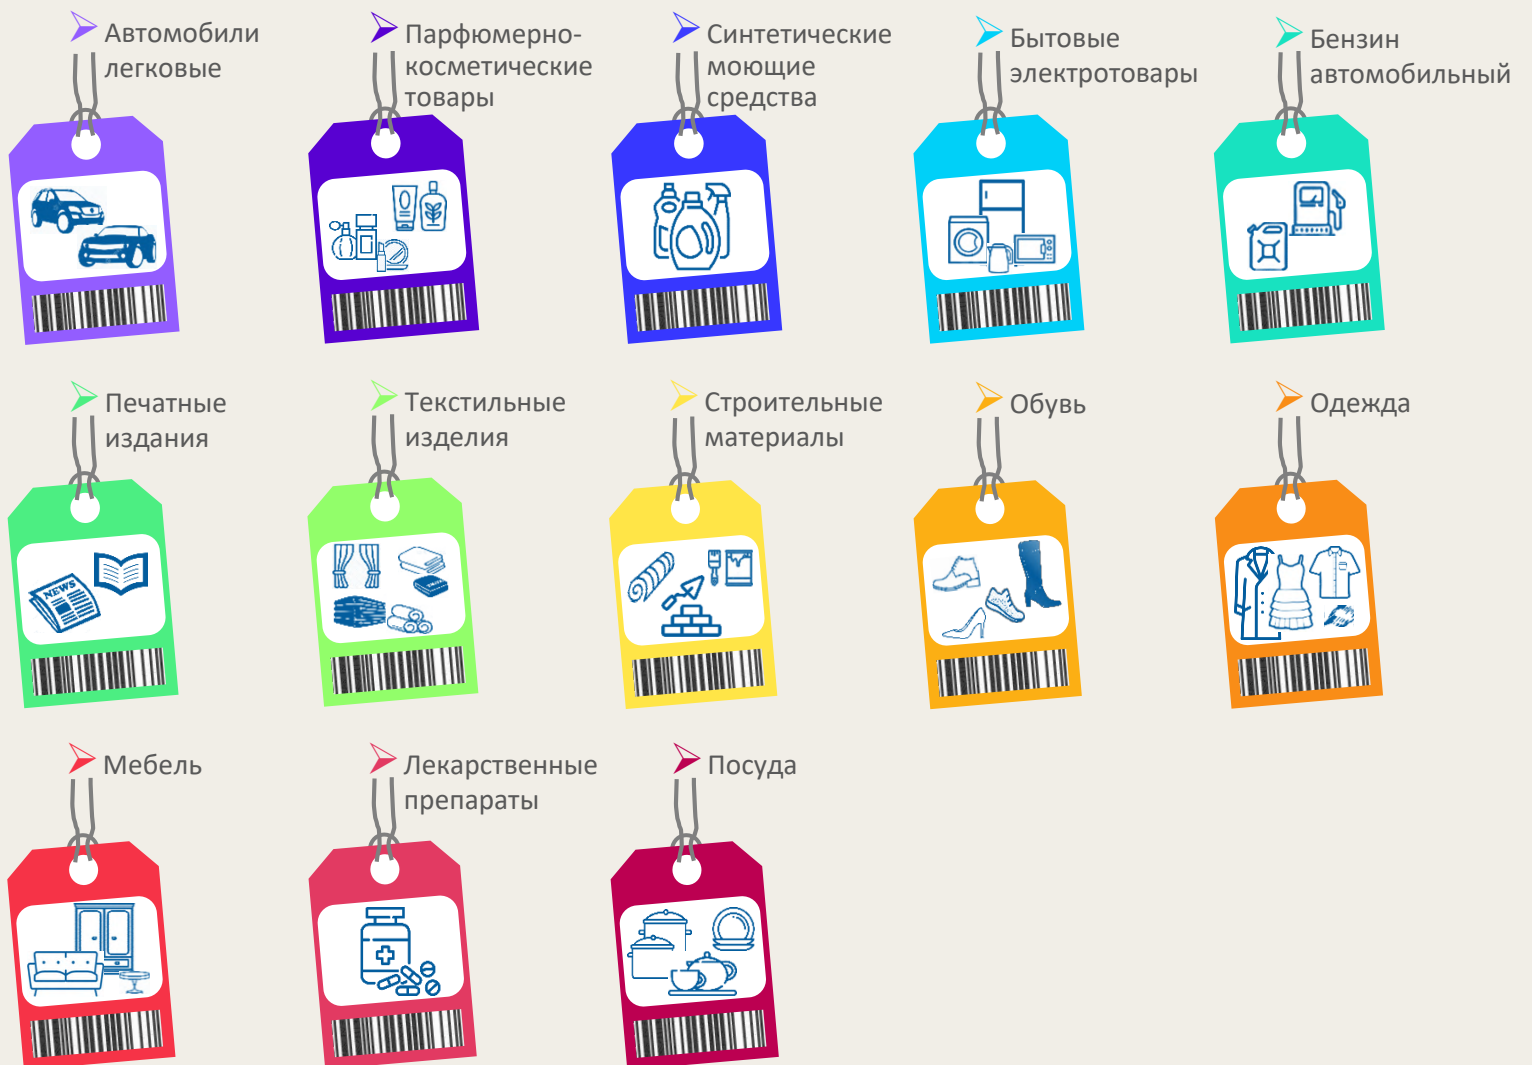 Автомобили
легковые
Парфюмерно-
косметические
товары
Синтетические
моющие
средства
Бытовые
электротовары
Бензин
автомобильный
Печатные
издания
NEWS
Текстильные
изделия
Строительные
материалы
Обувь
Одежда
Мебель
Лекарственные
препараты
Посуда